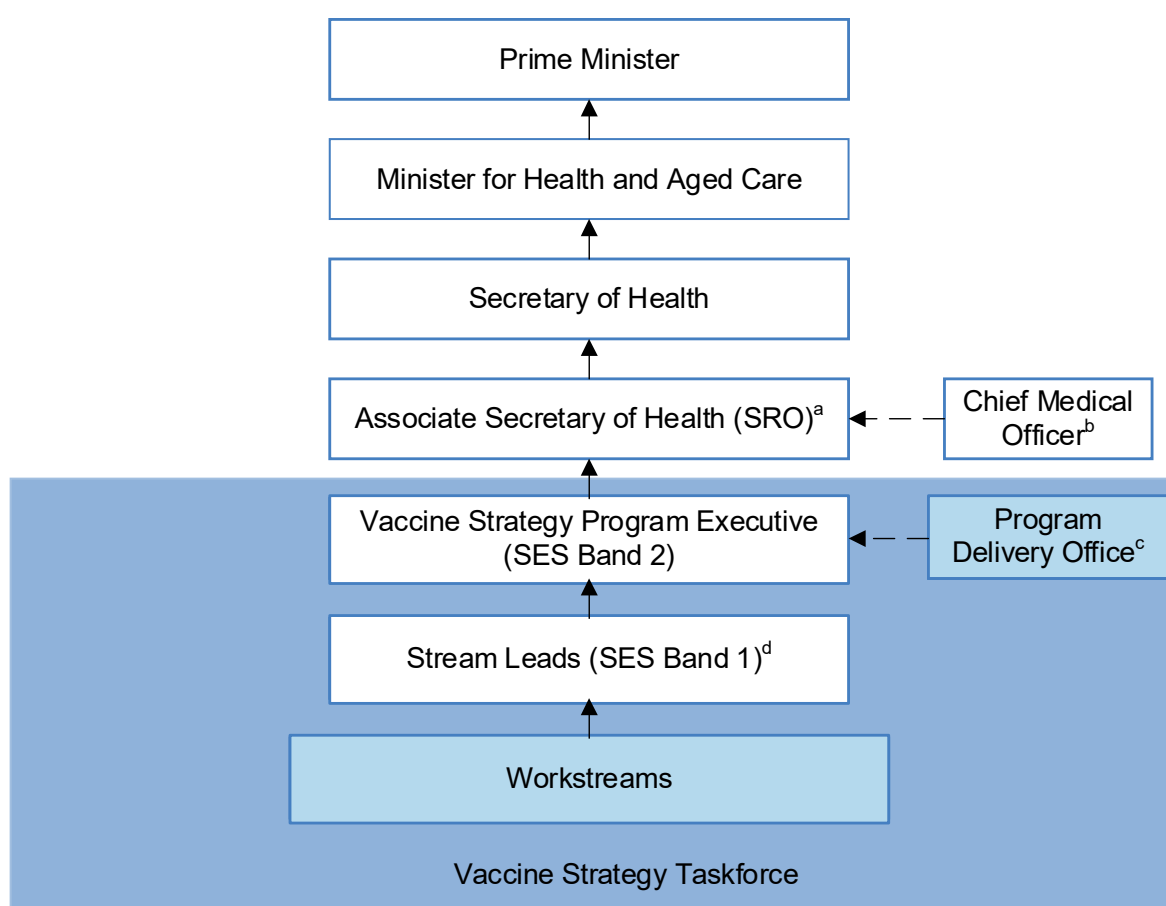 Prime Minister
Minister for Health and Aged Care
Secretary of Health
Associate Secretary of Health (SRO)a
Chief Medical
Officerb
Vaccine Strategy Program Executive
(SES Band 2)
Program
Delivery Officec
Stream Leads (SES Band 1)d
Workstreams
Vaccine Strategy Taskforce